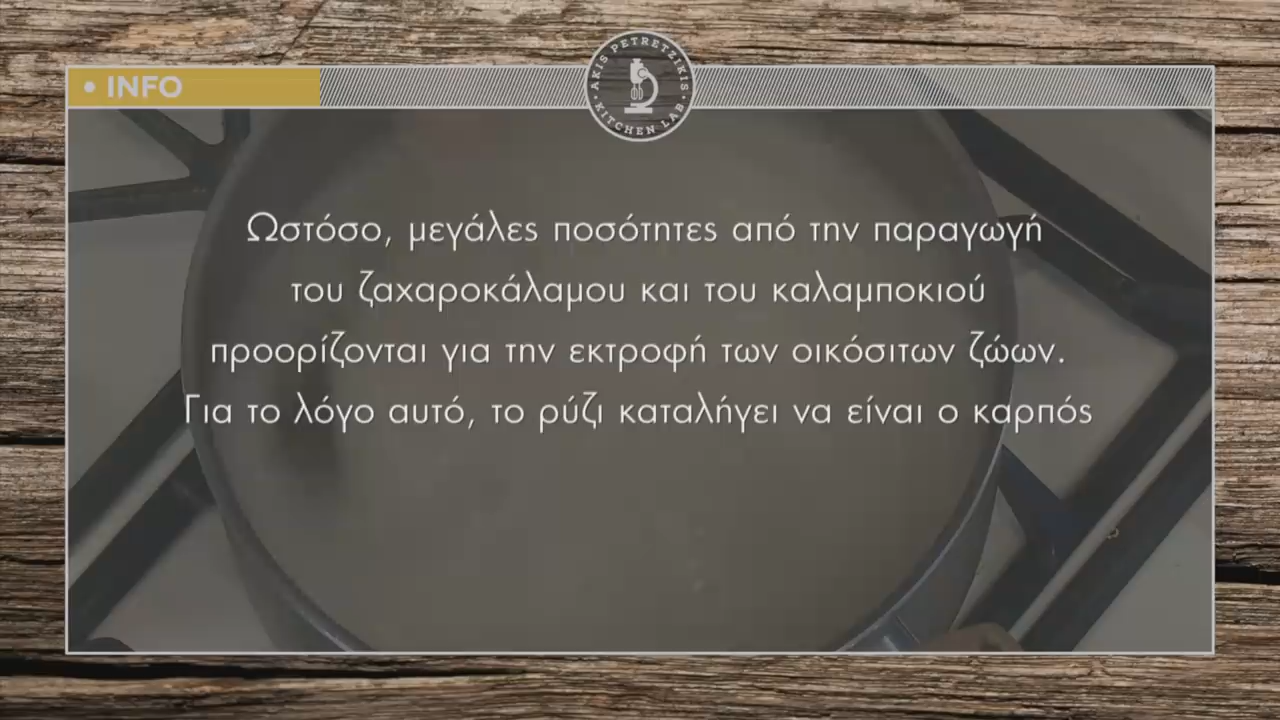 • INFO
AKIS PETRETZIKIS
• KITCHEN LAB •
Ωστόσο, μεγάλες ποσότητες από την παραγωγή
του ζαχαροκάλαμου και του καλαμποκιού
προορίζονται για την εκτροφή των οικόσιτων ζώων.
Για το λόγο αυτό, το ρύζι καταλήγει να είναι ο καρπός